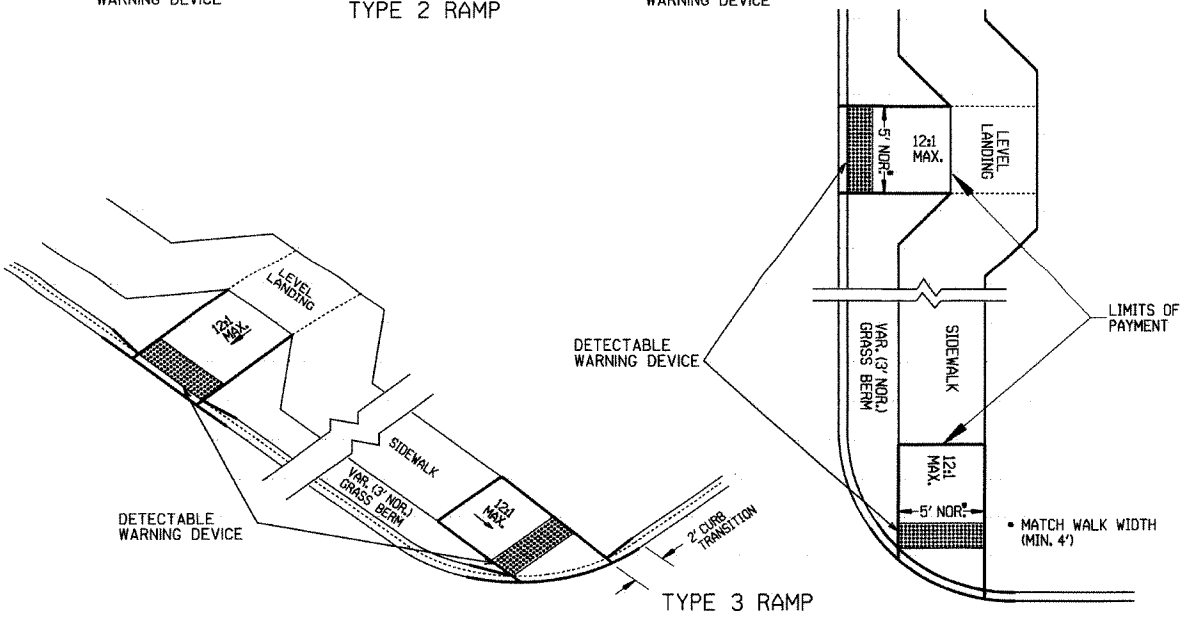 WARNING DEVICE
TYPE 2 RAMP
WARNING DEVICE
LEVEL
LANDING
12:1
MAX.
DETECTABLE
WARNING DEVICE
SIDEWALK
VAR. (3' NOR.)
GRASS BERM
12:1
MAX.
2' CURB
TRANSITION
TYPE 3 RAMP
5' NOR.*
12:1
MAX.
LEVEL
LANDING
DETECTABLE
WARNING DEVICE
VAR. (3' NOR.)
GRASS BERM
SIDEWALK
LIMITS OF
PAYMENT
12:1
MAX.
5' NOR.*
* MATCH WALK WIDTH
(MIN. 4')